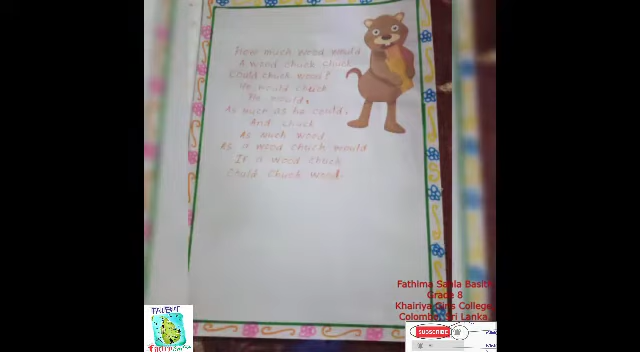 How much wood would
A wood chuck chuck
Could chuck wood?
He would chuck
He would,
As much as he could,
And chuck
As much wood
As a wood chuck would
If a wood chuck
Could chuck wood.
Fathima Sanla Basith
Grade 8
Khairiya Girls College
Colombo, Sri Lanka.
TALENT
SUBSCRIBE